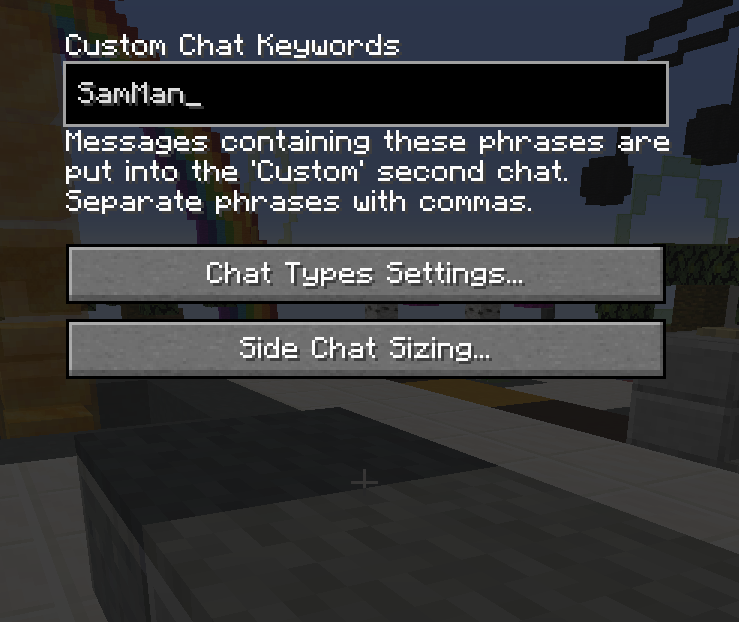 Custom Chat Keywords
SamMan_
Messages containing these phrases are
put into the 'Custom' second chat.
Separate phrases with commas.
Chat Types Settings...
Side Chat Sizing...